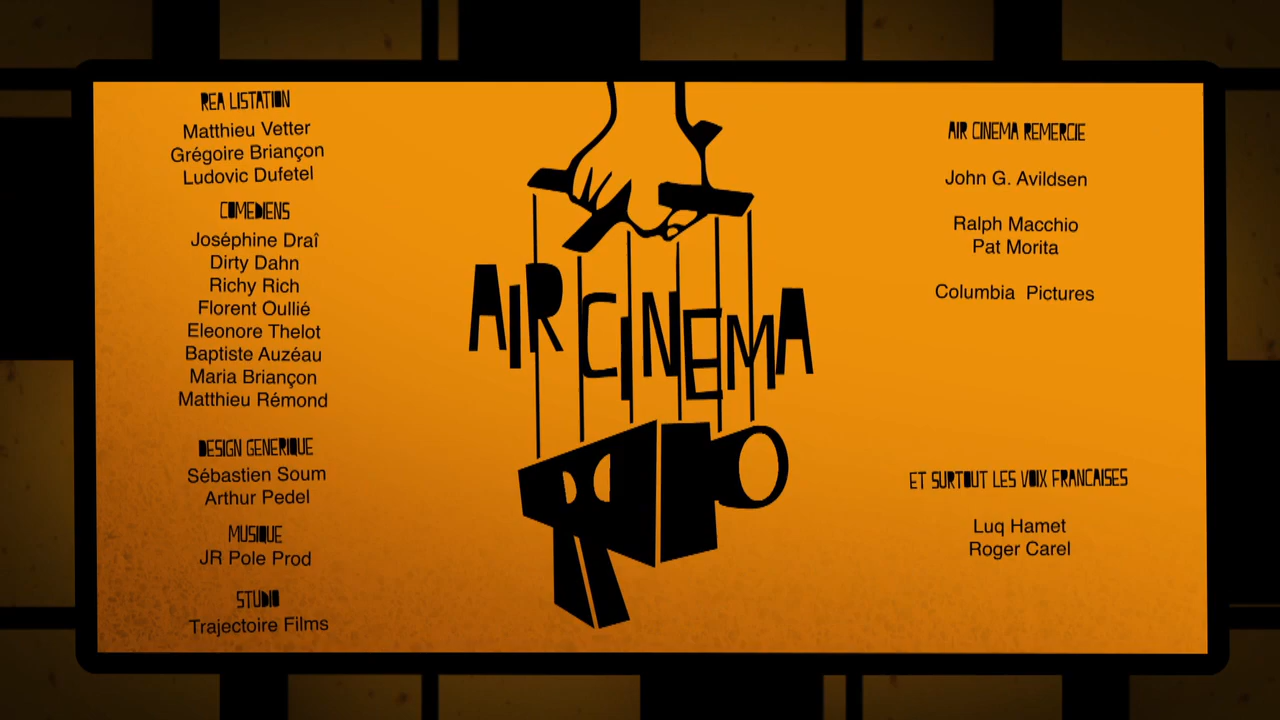 REA LISTATION
Matthieu Vetter
Grégoire Briançon
Ludovic Dufetel
COMEDIENS
Joséphine Draî
Dirty Dahn
Richy Rich
Florent Oullié
Eleonore Thelot
Baptiste Auzéau
Maria Briançon
Matthieu Rémond
DESIGN GENERIQUE
Sébastien Soum
Arthur Pedel
MUSIQUE
JR Pole Prod
STUDIO
Trajectoire Films
AIR CINEMA
AIR CINEMA REMERCIE
John G. Avildsen
Ralph Macchio
Pat Morita
Columbia Pictures
ET SURTOUT LES VOIX FRANCAISES
Luq Hamet
Roger Carel